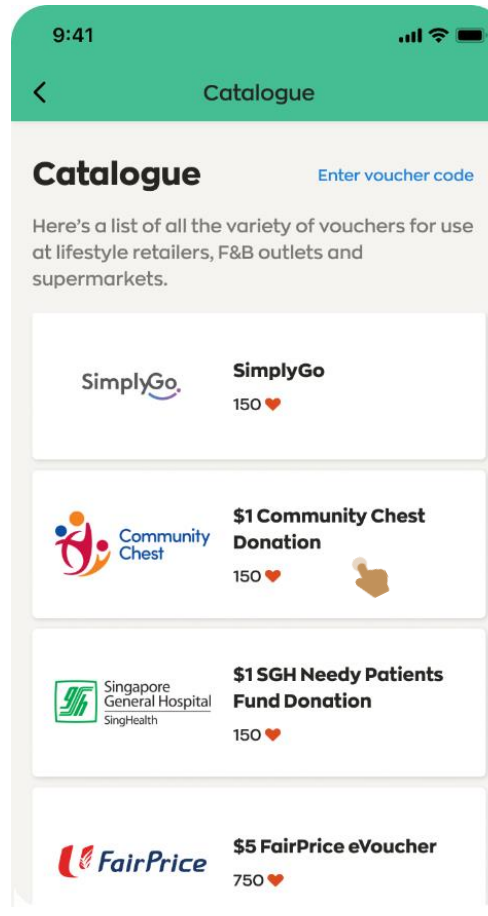 9:41
Catalogue
Catalogue
Enter voucher code
Here's a list of all the variety of vouchers for use
at lifestyle retailers, F&B outlets and
supermarkets.
SimplyGo.
SimplyGo
150
Community
Chest
$1 Community Chest
Donation
150
Singapore
General Hospital
SingHealth
$1 SGH Needy Patients
Fund Donation
150
FairPrice
$5 FairPrice eVoucher
750